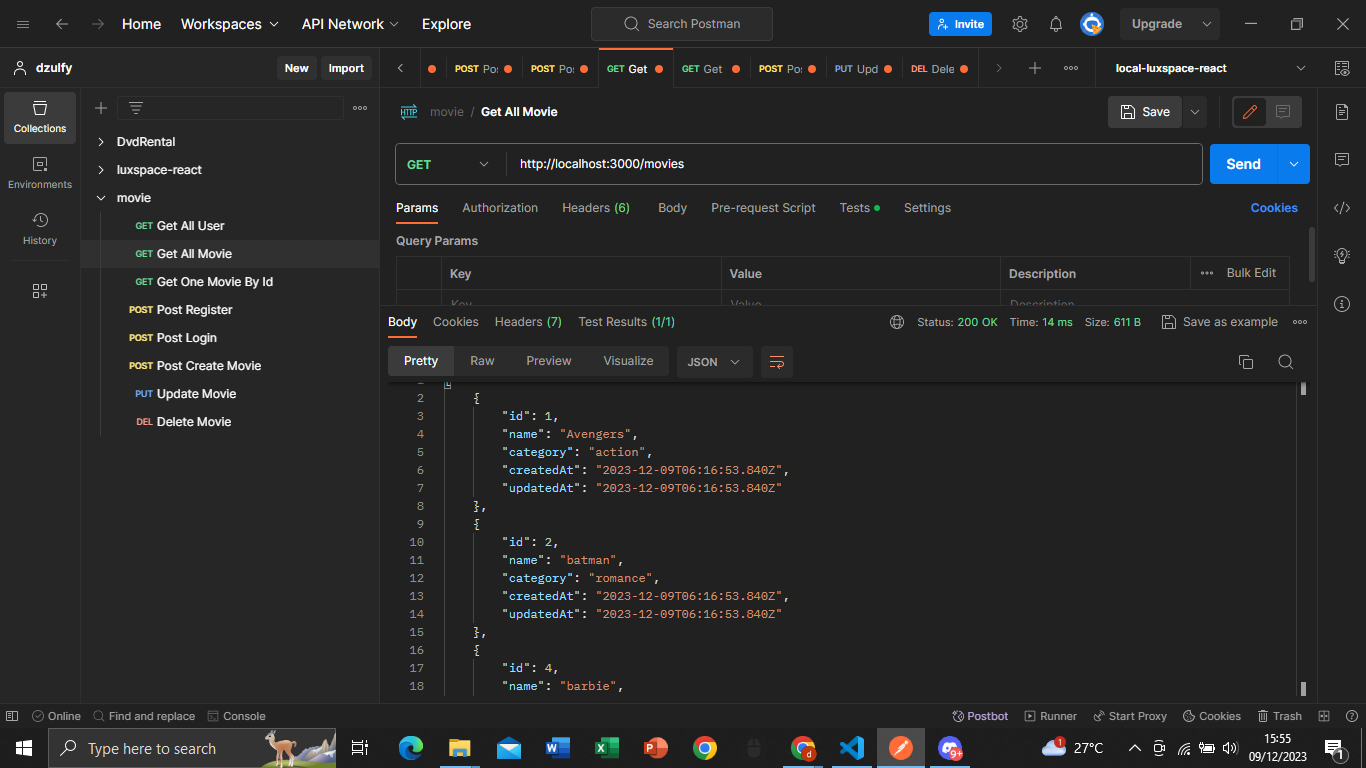 Home Workspaces API Network Explore Search Postman Invite Upgrade
dzulfy New Import
POST Pos POST Pos GET Get GET Get POST Pos PUT Upd DEL Dele local-luxspace-react
Collections
Environments
History
DvdRental
luxspace-react
movie
GET Get All User
GET Get All Movie
GET Get One Movie By Id
POST Post Register
POST Post Login
POST Post Create Movie
PUT Update Movie
DEL Delete Movie
HTTP movie / Get All Movie Save
GET http://localhost:3000/movies Send
Params Authorization Headers (6) Body Pre-request Script Tests Settings Cookies
Query Params
Key Value Description Bulk Edit
Key Value Description
Body Cookies Headers (7) Test Results (1/1) Status: 200 OK Time: 14 ms Size: 611 B Save as example
Pretty Raw Preview Visualize JSON
1 [
2 {
3 "id": 1,
4 "name": "Avengers",
5 "category": "action",
6 "createdAt": "2023-12-09T06:16:53.840Z",
7 "updatedAt": "2023-12-09T06:16:53.840Z"
8 },
9 {
10 "id": 2,
11 "name": "batman",
12 "category": "romance",
13 "createdAt": "2023-12-09T06:16:53.840Z",
14 "updatedAt": "2023-12-09T06:16:53.840Z"
15 },
16 {
17 "id": 4,
18 "name": "barbie",
Online Find and replace Console Postbot Runner Start Proxy Cookies Trash
Type here to search 9+ 1 27°C 15:55 1
09/12/2023